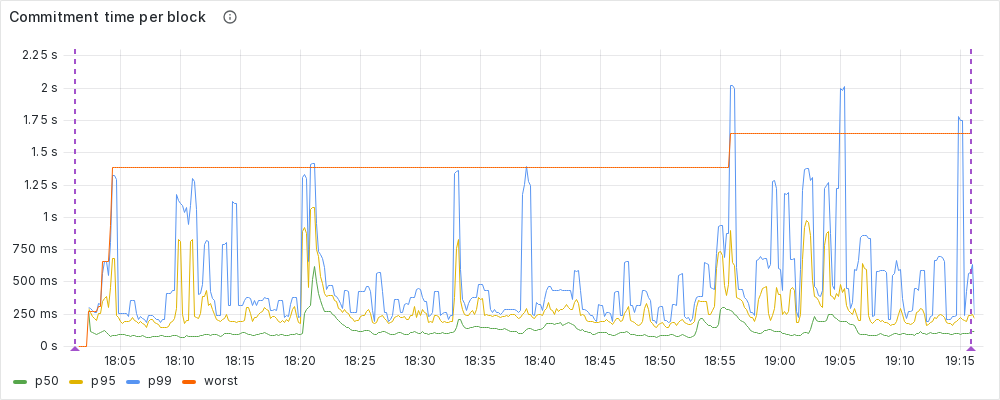 Commitment time per block
2.25 s
2 s
1.75 s
1.5 s
1.25 s
1 s
750 ms
500 ms
250 ms
0 s
18:05 18:10 18:15 18:20 18:25 18:30 18:35 18:40 18:45 18:50 18:55 19:00 19:05 19:10 19:15
p50 p95 p99 worst